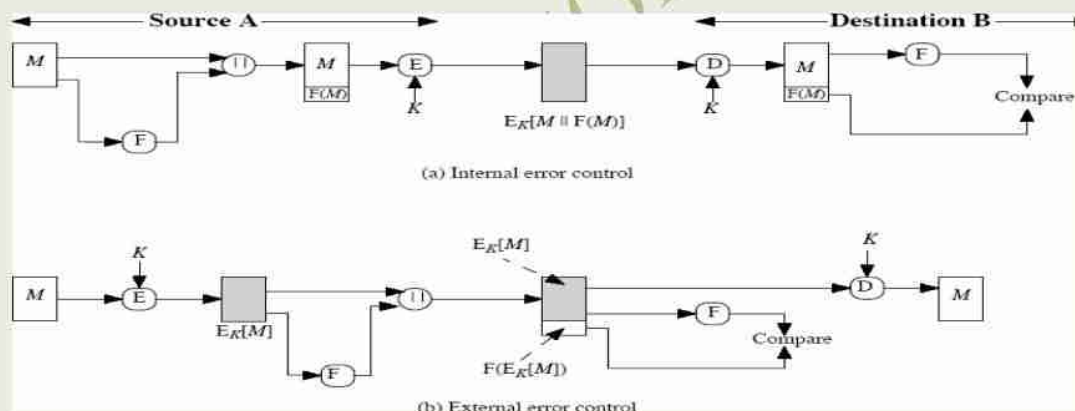 Source A
Destination B
M
||
M
F(M)
E
K
F
E_K[M || F(M)]
D
K
M
F(M)
F
Compare
(a) Internal error control
M
K
E
E_K[M]
F
||
E_K[M]
F(E_K[M])
F
Compare
K
D
M
(b) External error control